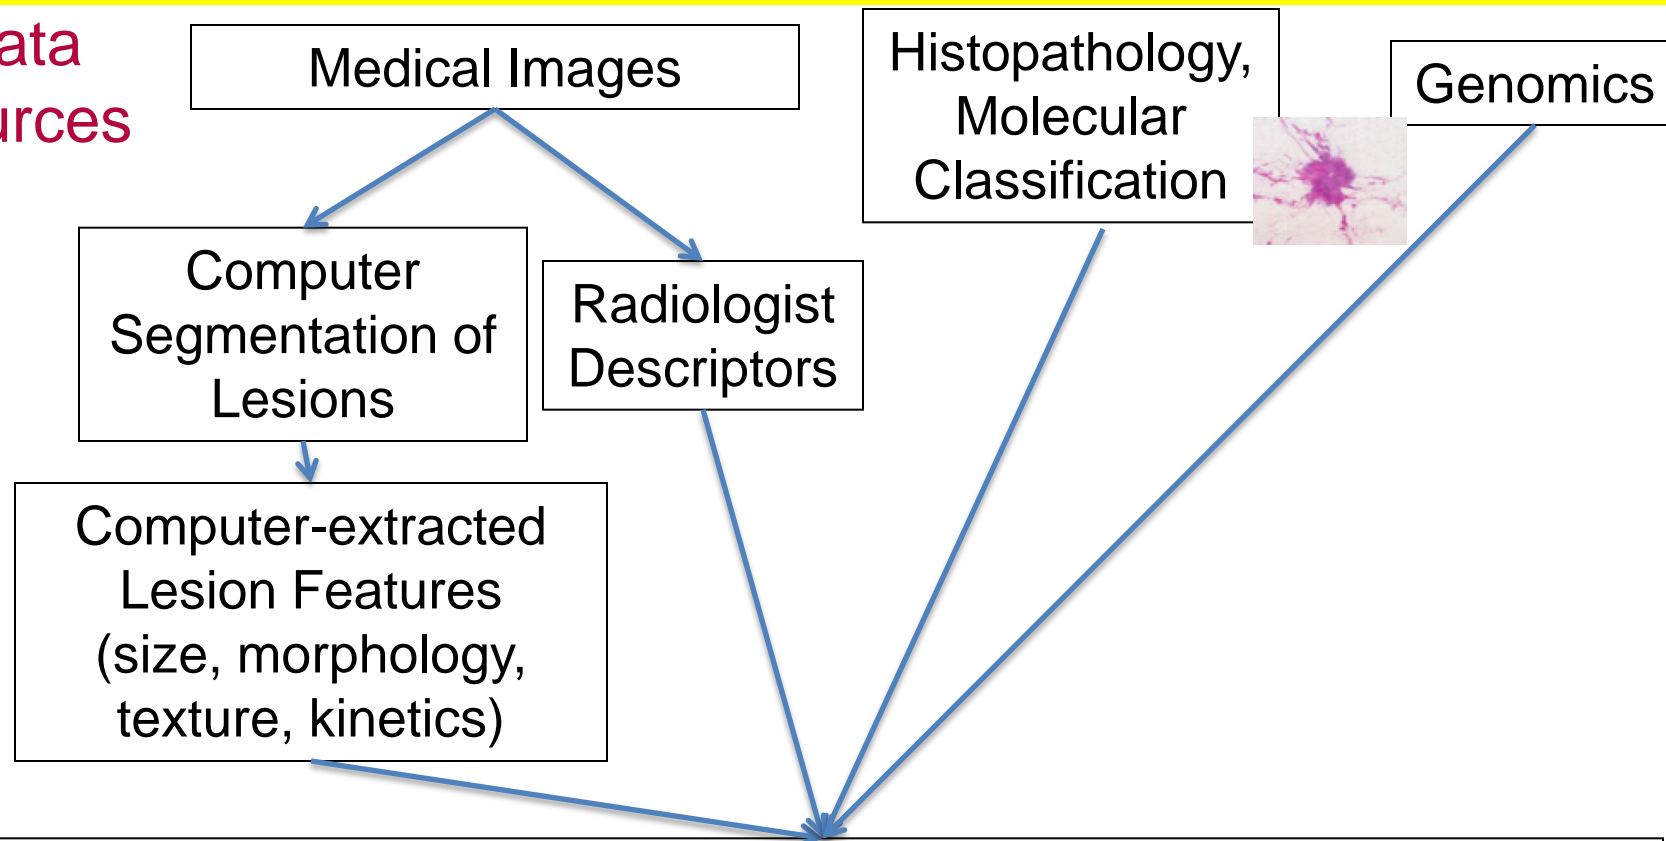 ata
urces
Medical Images
Histopathology,
Molecular
Classification
Genomics
Computer
Segmentation of
Lesions
Radiologist
Descriptors
Computer-extracted
Lesion Features
(size, morphology,
texture, kinetics)